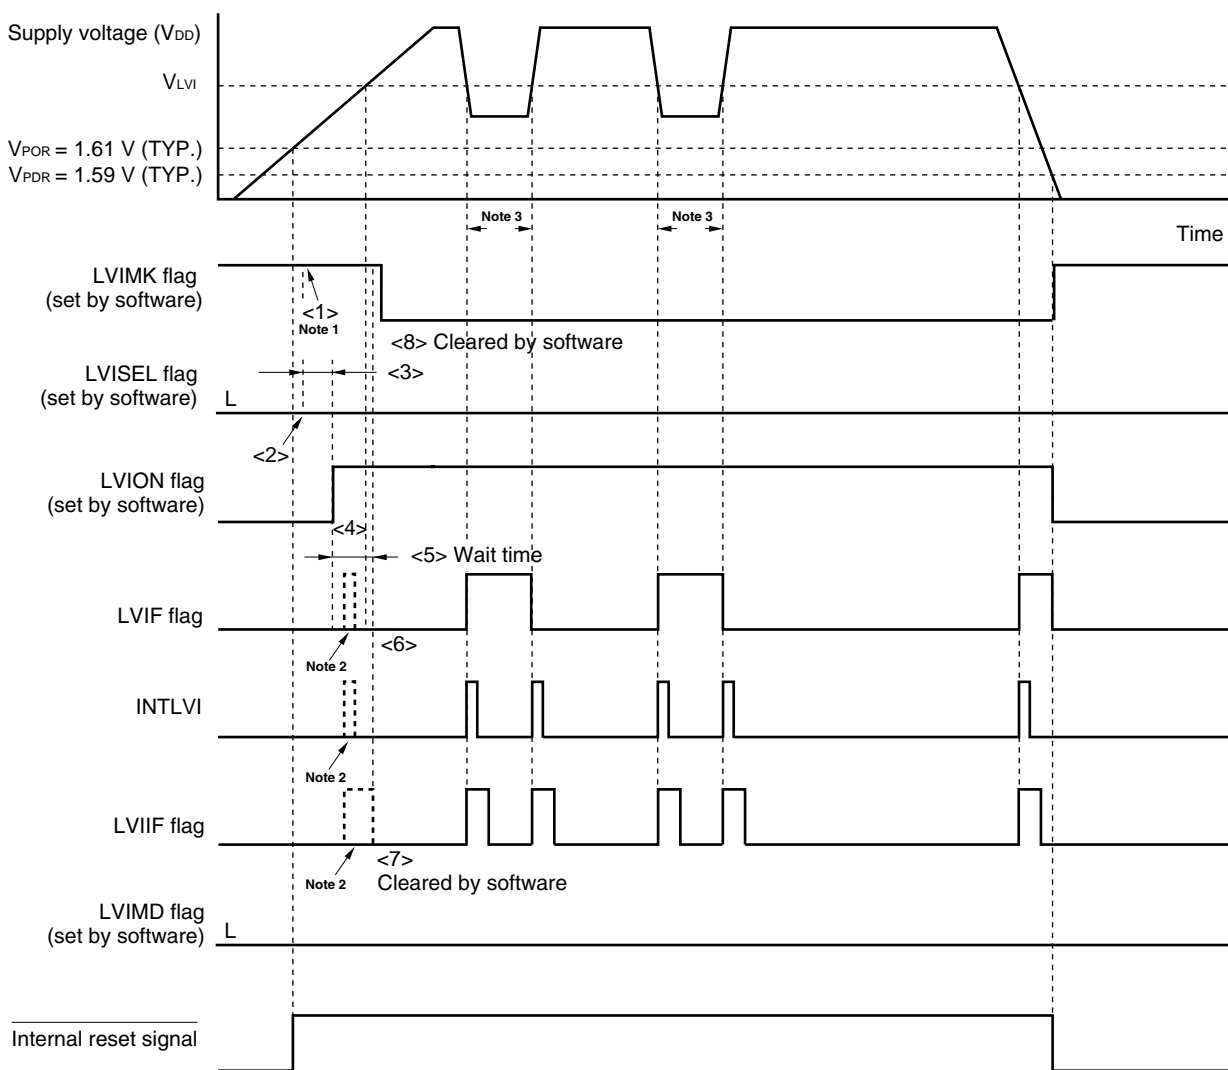 Supply voltage (VDD)
VLVI
VPOR = 1.61 V (TYP.)
VPDR = 1.59 V (TYP.)
Note 3
Note 3
Time
LVIMK flag
(set by software)
<1>
Note 1
<8> Cleared by software
LVISEL flag
(set by software)
L
<3>
<2>
LVION flag
(set by software)
<4>
<5> Wait time
LVIF flag
Note 2
<6>
INTLVI
Note 2
LVIIF flag
Note 2
<7>
Cleared by software
LVIMD flag
(set by software)
L
Internal reset signal